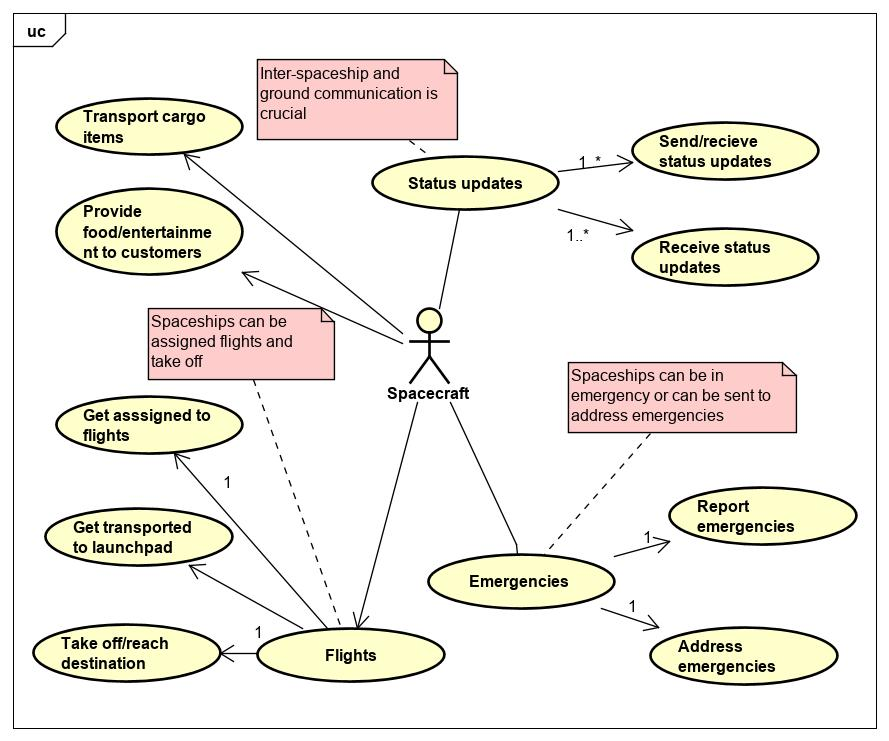 uc
Inter-spaceship and
ground communication is
crucial
Transport cargo
items
Send/recieve
status updates
1..*
Status updates
Provide
food/entertainme
nt to customers
1..*
Receive status
updates
Spaceships can be
assigned flights and
take off
Spacecraft
Spaceships can be in
emergency or can be sent to
address emergencies
Get asssigned to
flights
1
Get transported
to launchpad
Report
emergencies
1
Emergencies
1
1
Take off/reach
destination
Flights
Address
emergencies